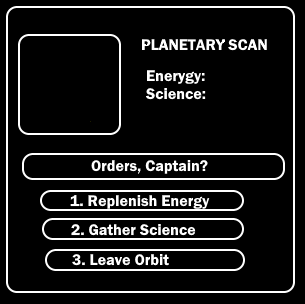 PLANETARY SCAN
Enerygy:
Science:
Orders, Captain?
1. Replenish Energy
2. Gather Science
3. Leave Orbit